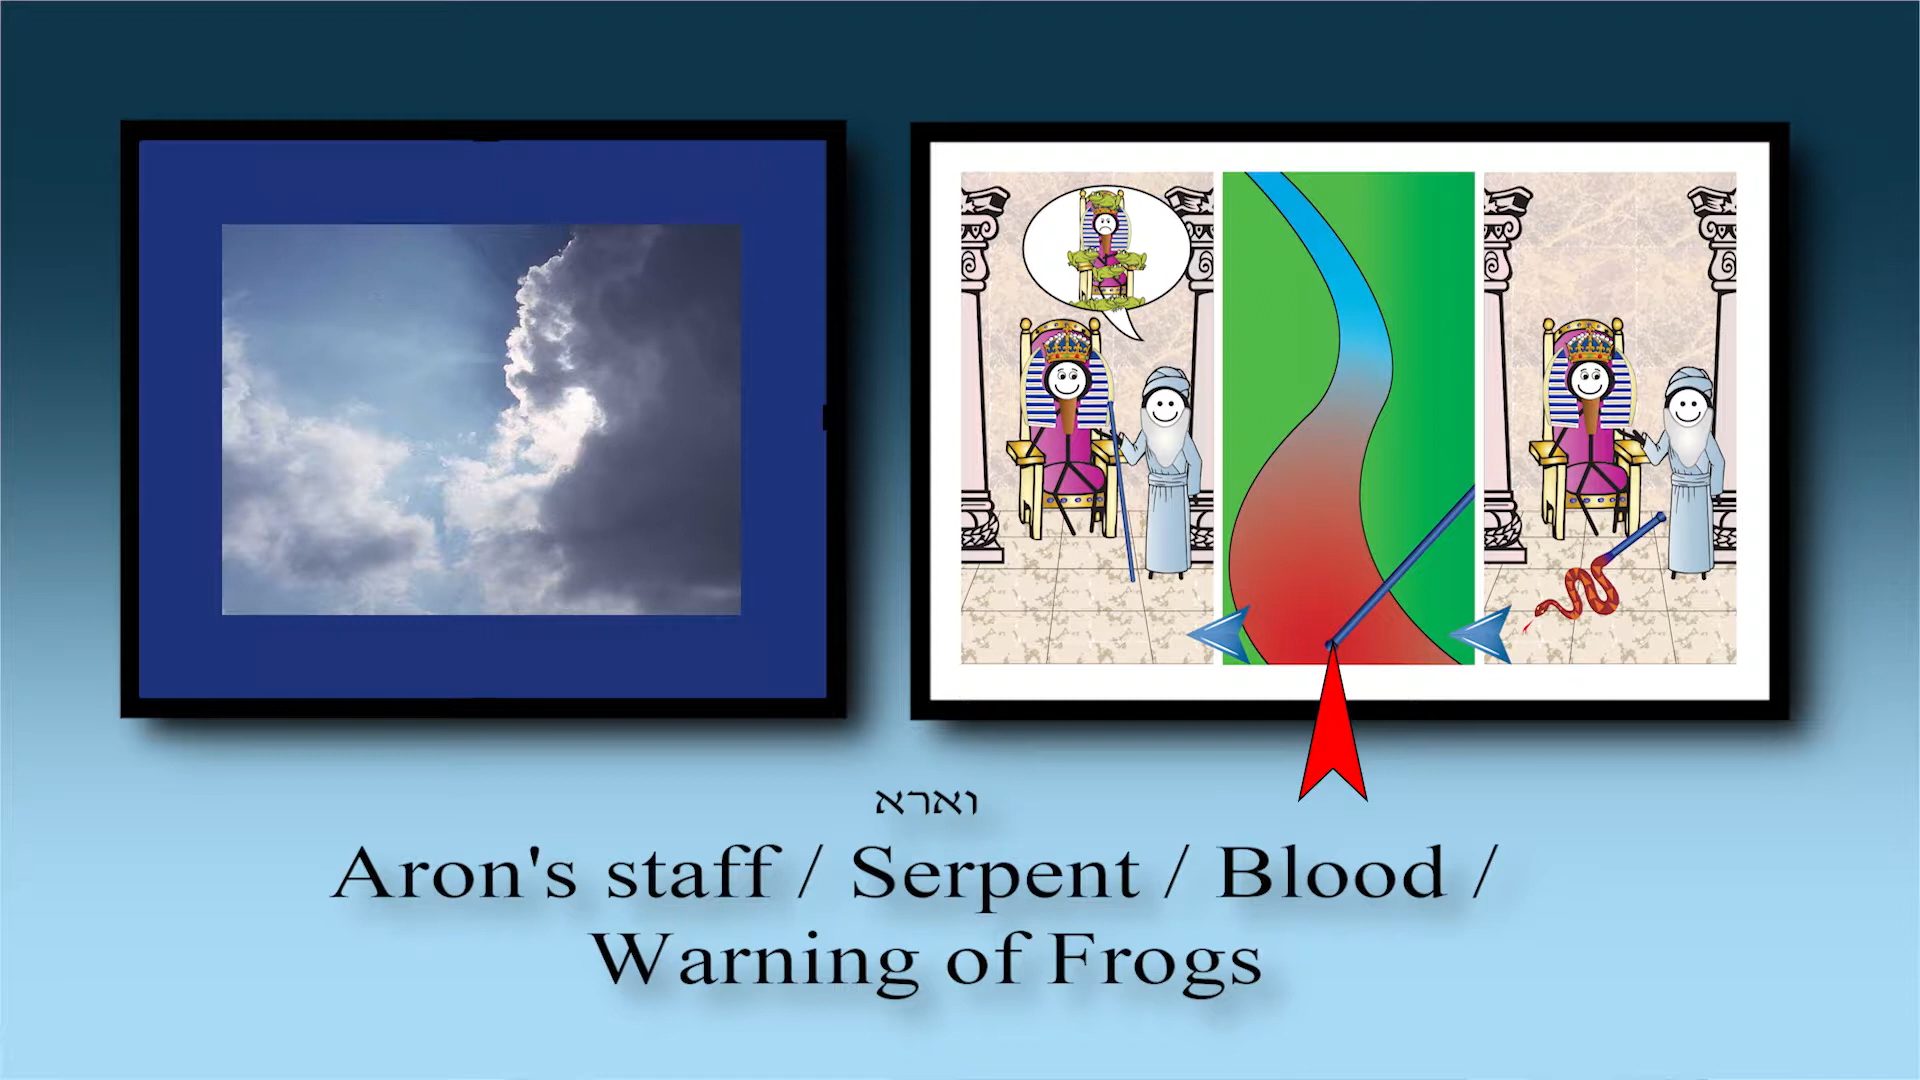 וארא
Aron's staff / Serpent / Blood /
Warning of Frogs